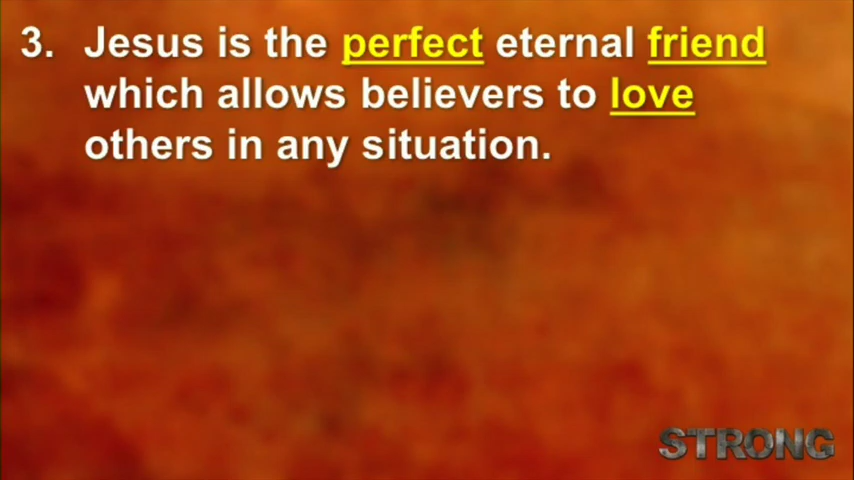 3. Jesus is the perfect eternal friend
which allows believers to love
others in any situation.
STRONG